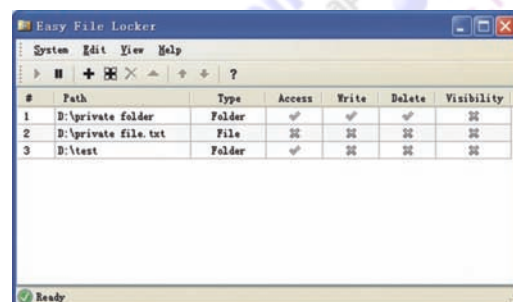 Easy File Locker
System Edit View Help
?
# Path Type Access Write Delete Visibility
1 D:\private folder Folder
2 D:\private file.txt File
3 D:\test Folder
Ready